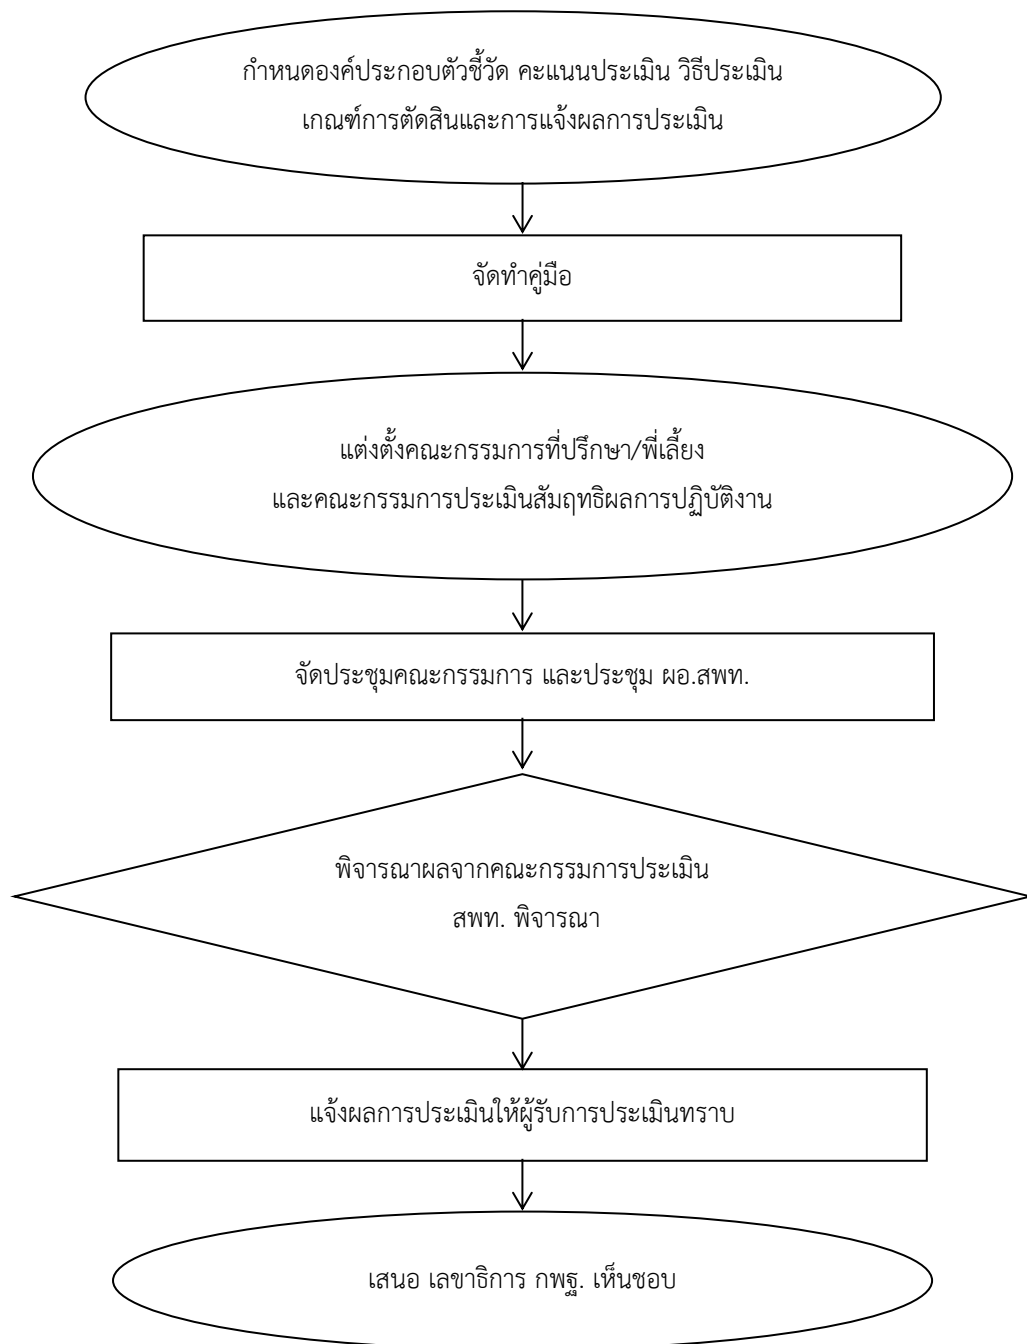 กำหนดองค์ประกอบตัวชี้วัด คะแนนประเมิน วิธีประเมิน
เกณฑ์การตัดสินและการแจ้งผลการประเมิน
จัดทำคู่มือ
แต่งตั้งคณะกรรมการที่ปรึกษา/พี่เลี้ยง
และคณะกรรมการประเมินสัมฤทธิผลการปฏิบัติงาน
จัดประชุมคณะกรรมการ และประชุม ผอ.สพท.
พิจารณาผลจากคณะกรรมการประเมิน
สพท. พิจารณา
แจ้งผลการประเมินให้ผู้รับการประเมินทราบ
เสนอ เลขาธิการ กพฐ. เห็นชอบ